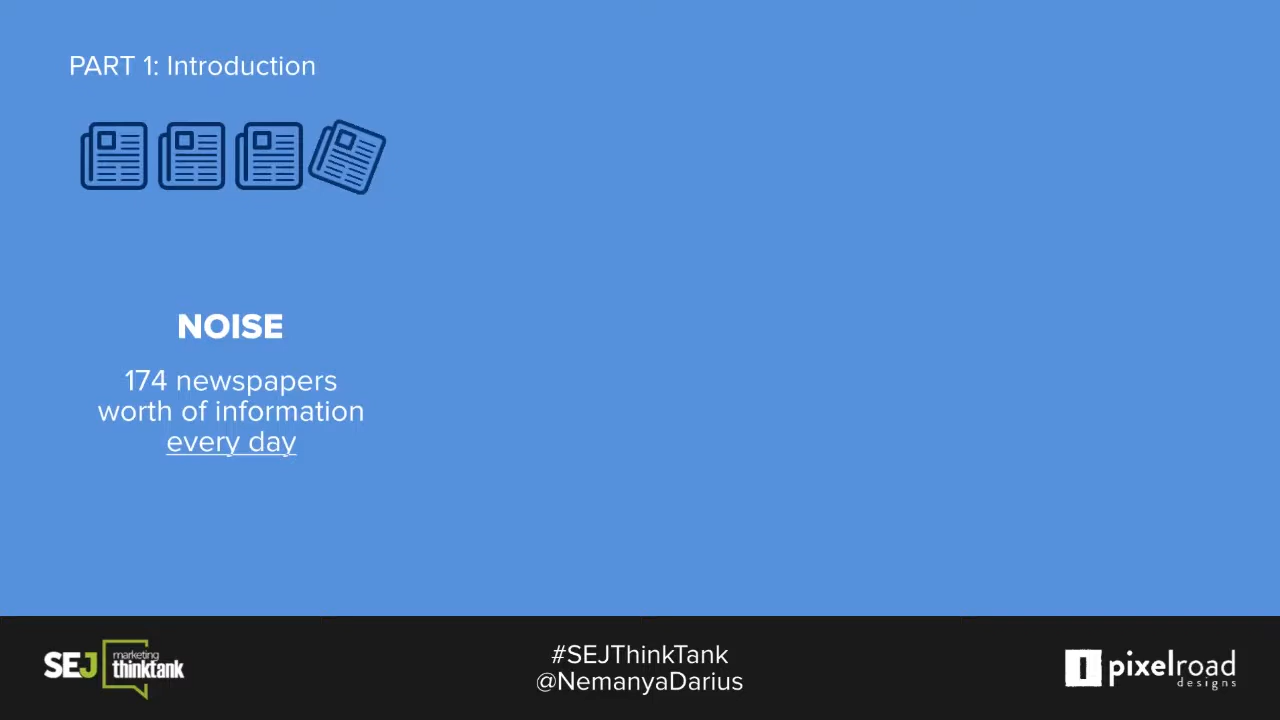 PART 1: Introduction
NOISE
174 newspapers
worth of information
every day
SEJ
marketing
thinktank
#SEJThinkTank
@NemanyaDarius
pixelroad
designs